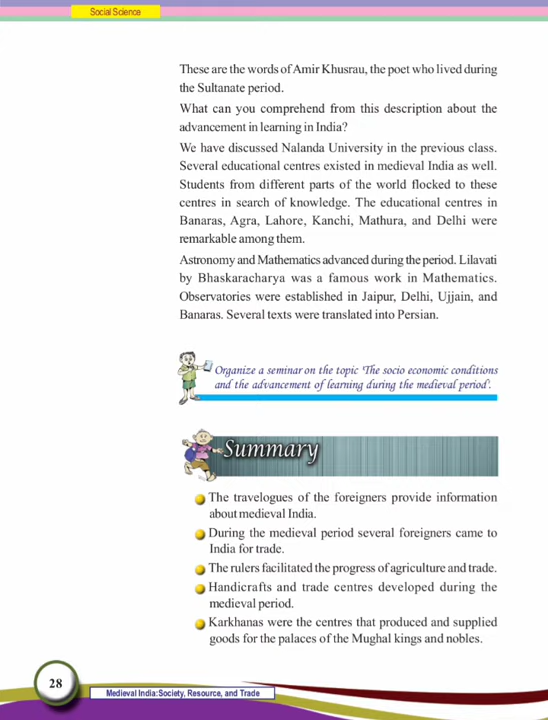 Social Science
These are the words of Amir Khusrau, the poet who lived during
the Sultanate period.
What can you comprehend from this description about the
advancement in learning in India?
We have discussed Nalanda University in the previous class.
Several educational centres existed in medieval India as well.
Students from different parts of the world flocked to these
centres in search of knowledge. The educational centres in
Banaras, Agra, Lahore, Kanchi, Mathura, and Delhi were
remarkable among them.
Astronomy and Mathematics advanced during the period. Lilavati
by Bhaskaracharya was a famous work in Mathematics.
Observatories were established in Jaipur, Delhi, Ujjain, and
Banaras. Several texts were translated into Persian.
Organize a seminar on the topic 'The socio economic conditions
and the advancement of learning during the medieval period'.
Summary
The travelogues of the foreigners provide information
about medieval India.
During the medieval period several foreigners came to
India for trade.
The rulers facilitated the progress of agriculture and trade.
Handicrafts and trade centres developed during the
medieval period.
Karkhanas were the centres that produced and supplied
goods for the palaces of the Mughal kings and nobles.
28
Medieval India:Society, Resource, and Trade